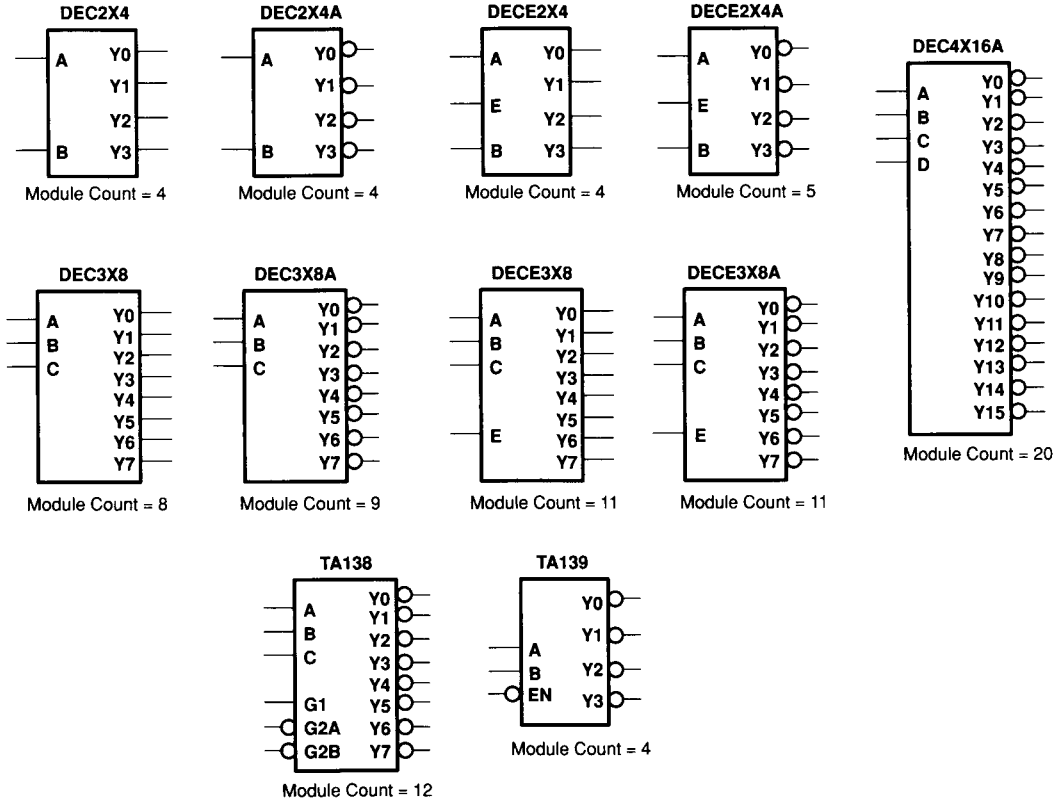 DEC2X4
A
B
Y0
Y1
Y2
Y3
Module Count = 4
DEC2X4A
A
B
Y0
Y1
Y2
Y3
Module Count = 4
DECE2X4
A
E
B
Y0
Y1
Y2
Y3
Module Count = 4
DECE2X4A
A
E
B
Y0
Y1
Y2
Y3
Module Count = 5
DEC4X16A
A
B
C
D
Y0
Y1
Y2
Y3
Y4
Y5
Y6
Y7
Y8
Y9
Y10
Y11
Y12
Y13
Y14
Y15
Module Count = 20
DEC3X8
A
B
C
Y0
Y1
Y2
Y3
Y4
Y5
Y6
Y7
Module Count = 8
DEC3X8A
A
B
C
Y0
Y1
Y2
Y3
Y4
Y5
Y6
Y7
Module Count = 9
DECE3X8
A
B
C
E
Y0
Y1
Y2
Y3
Y4
Y5
Y6
Y7
Module Count = 11
DECE3X8A
A
B
C
E
Y0
Y1
Y2
Y3
Y4
Y5
Y6
Y7
Module Count = 11
TA138
A
B
C
G1
G2A
G2B
Y0
Y1
Y2
Y3
Y4
Y5
Y6
Y7
Module Count = 12
TA139
A
B
EN
Y0
Y1
Y2
Y3
Module Count = 4